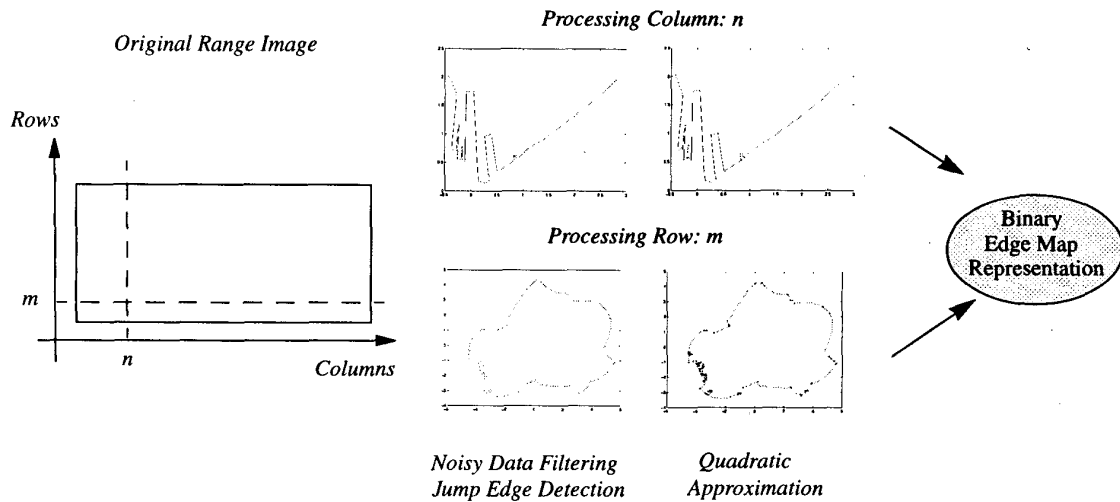 Processing Column: n
Original Range Image
Rows
Processing Row: m
m
n
Columns
Binary
Edge Map
Representation
Noisy Data Filtering
Jump Edge Detection
Quadratic
Approximation